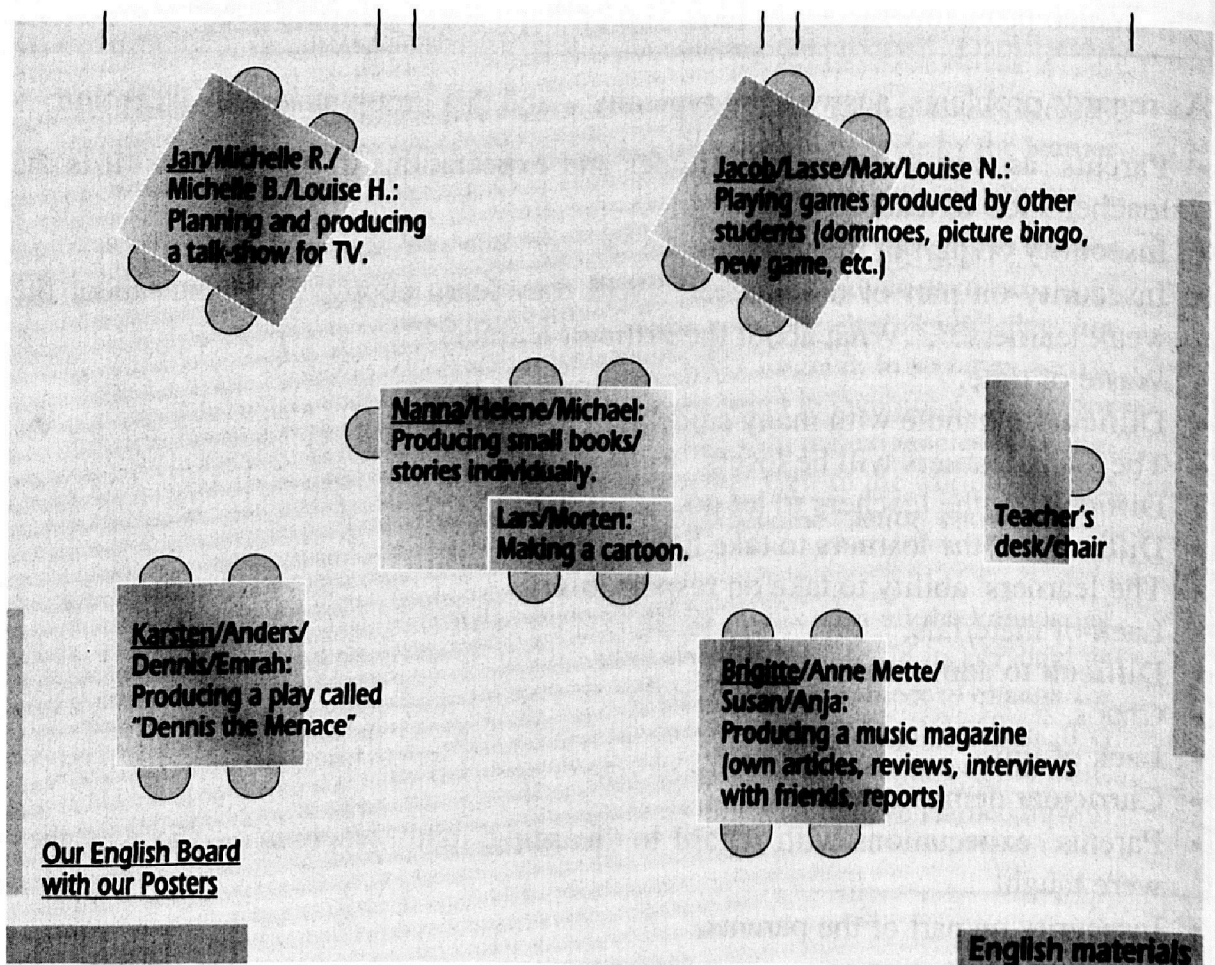 Jan/Michelle R./
Michelle B./Louise H.:
Planning and producing
a talk-show for TV.
Jacob/Lasse/Max/Louise N.:
Playing games produced by other
students (dominoes, picture bingo,
new game, etc.)
Nanna/Helene/Michael:
Producing small books/
stories individually.
Lars/Morten:
Making a cartoon.
Teacher's
desk/chair
Karsten/Anders/
Dennis/Emrah:
Producing a play called
"Dennis the Menace"
Brigitte/Anne Mette/
Susan/Anja:
Producing a music magazine
(own articles, reviews, interviews
with friends, reports)
Our English Board
with our Posters
English materials